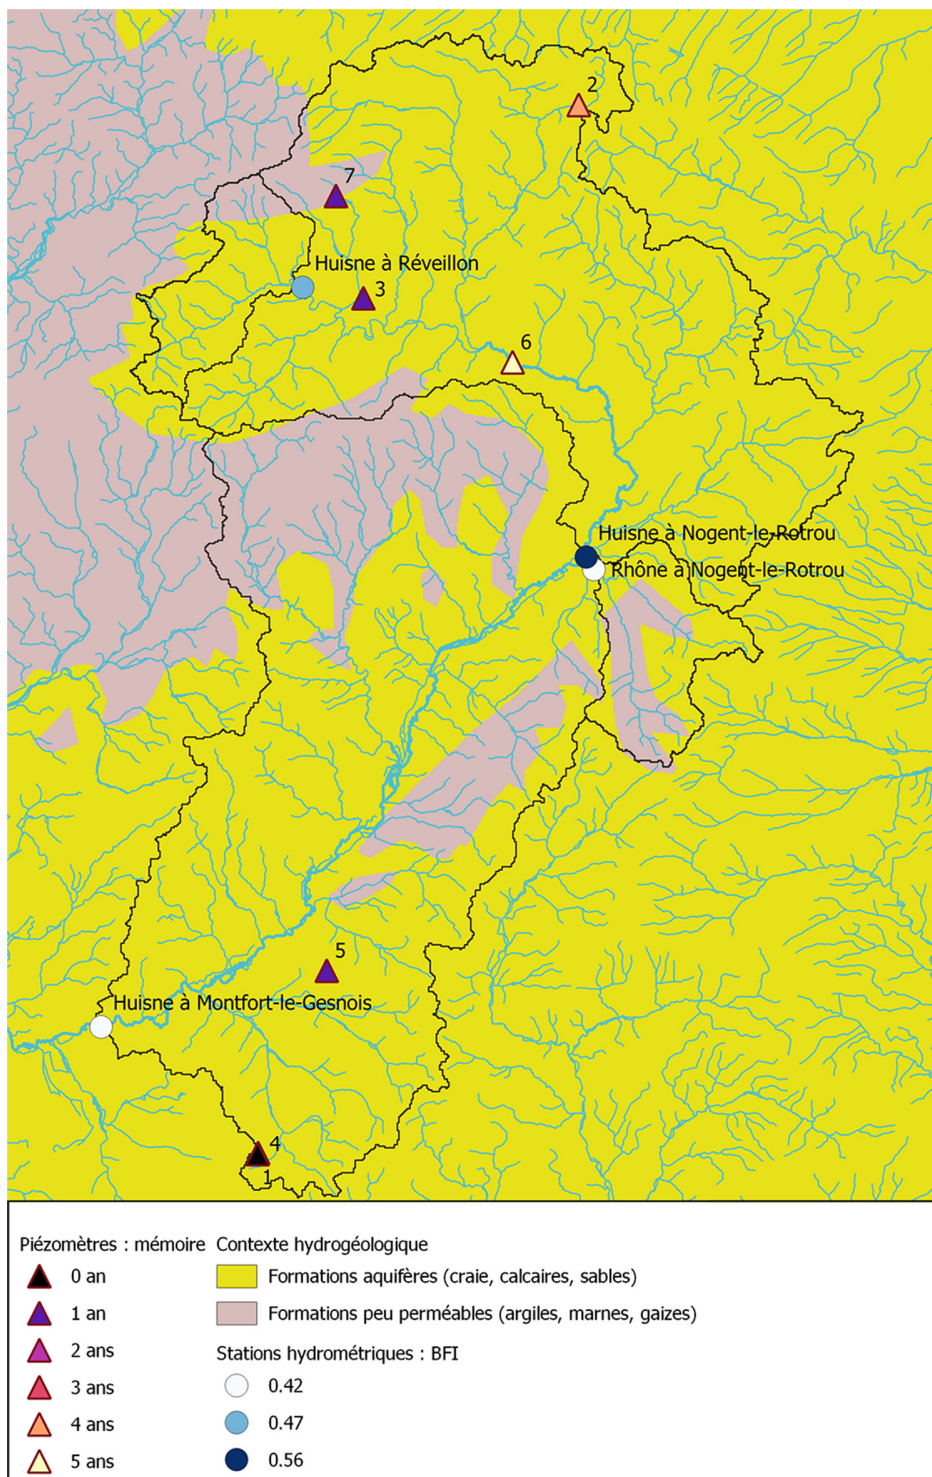 2
7
Huisne à Réveillon
3
6
Huisne à Nogent-le-Rotrou
Rhône à Nogent-le-Rotrou
5
Huisne à Montfort-le-Gesnois
4
1
Piézomètres : mémoire
0 an
1 an
2 ans
3 ans
4 ans
5 ans
Contexte hydrogéologique
Formations aquifères (craie, calcaires, sables)
Formations peu perméables (argiles, marnes, gaizes)
Stations hydrométriques : BFI
0.42
0.47
0.56